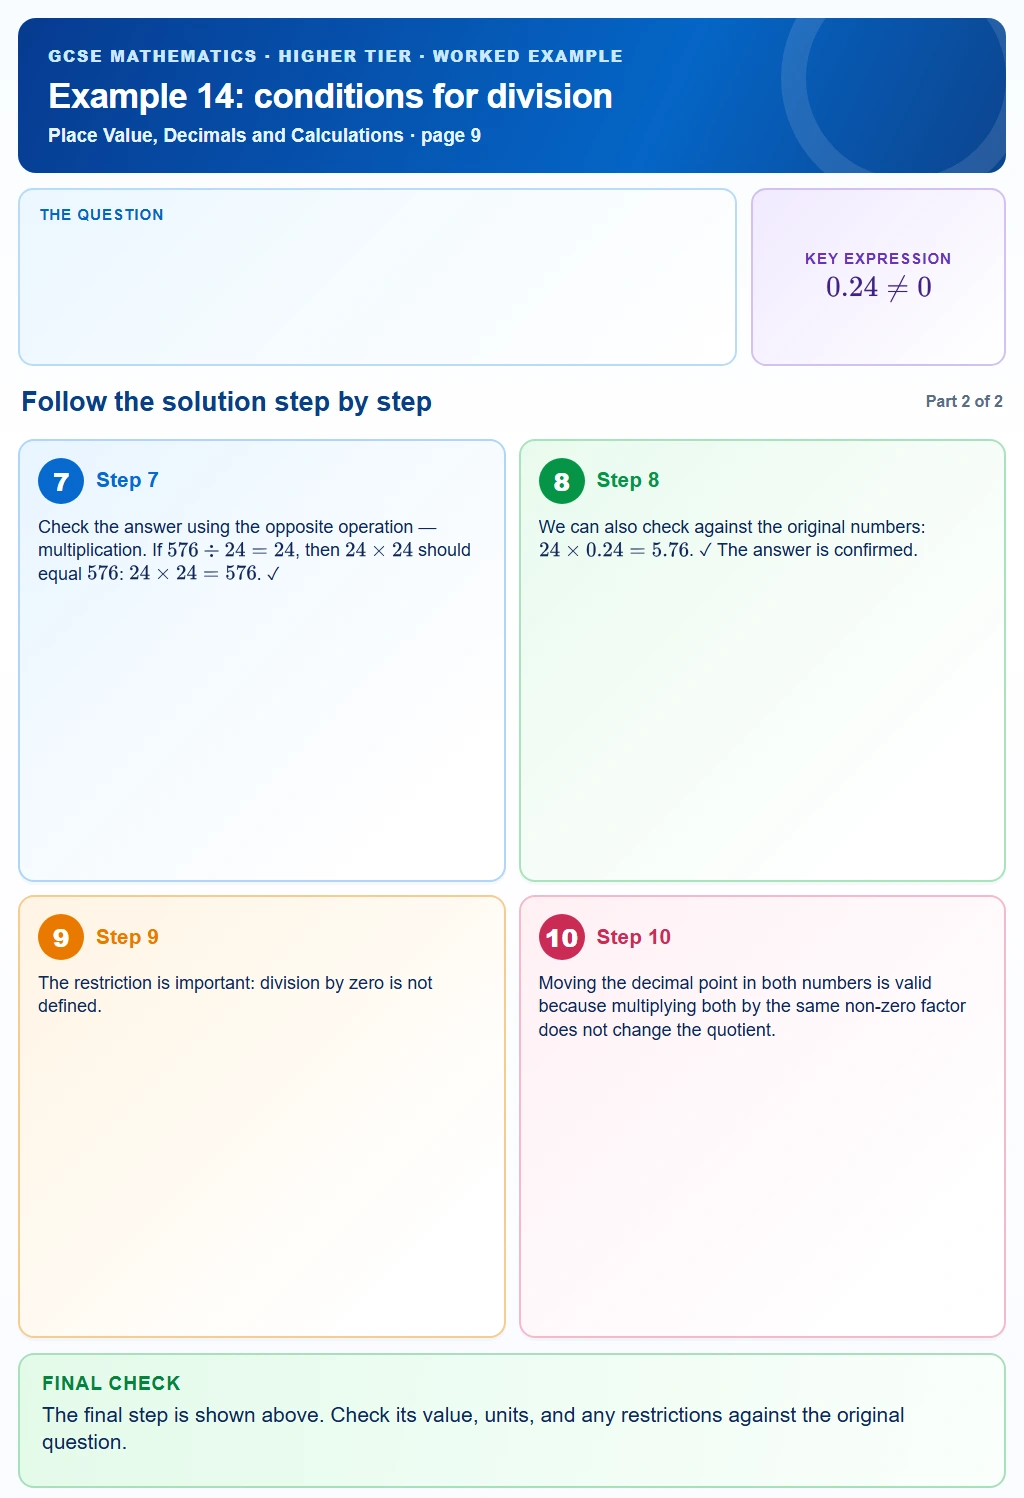 GCSE MATHEMATICS · HIGHER TIER · WORKED EXAMPLE
Example 14: conditions for division
Place Value, Decimals and Calculations · page 9
THE QUESTION
KEY EXPRESSION
0.24 ≠ 0
Follow the solution step by step
Part 2 of 2
7
Step 7
Check the answer using the opposite operation —
multiplication. If 576 ÷ 24 = 24, then 24 × 24 should
equal 576: 24 × 24 = 576. ✓
8
Step 8
We can also check against the original numbers:
24 × 0.24 = 5.76. ✓ The answer is confirmed.
9
Step 9
The restriction is important: division by zero is not
defined.
10
Step 10
Moving the decimal point in both numbers is valid
because multiplying both by the same non-zero factor
does not change the quotient.
FINAL CHECK
The final step is shown above. Check its value, units, and any restrictions against the original
question.